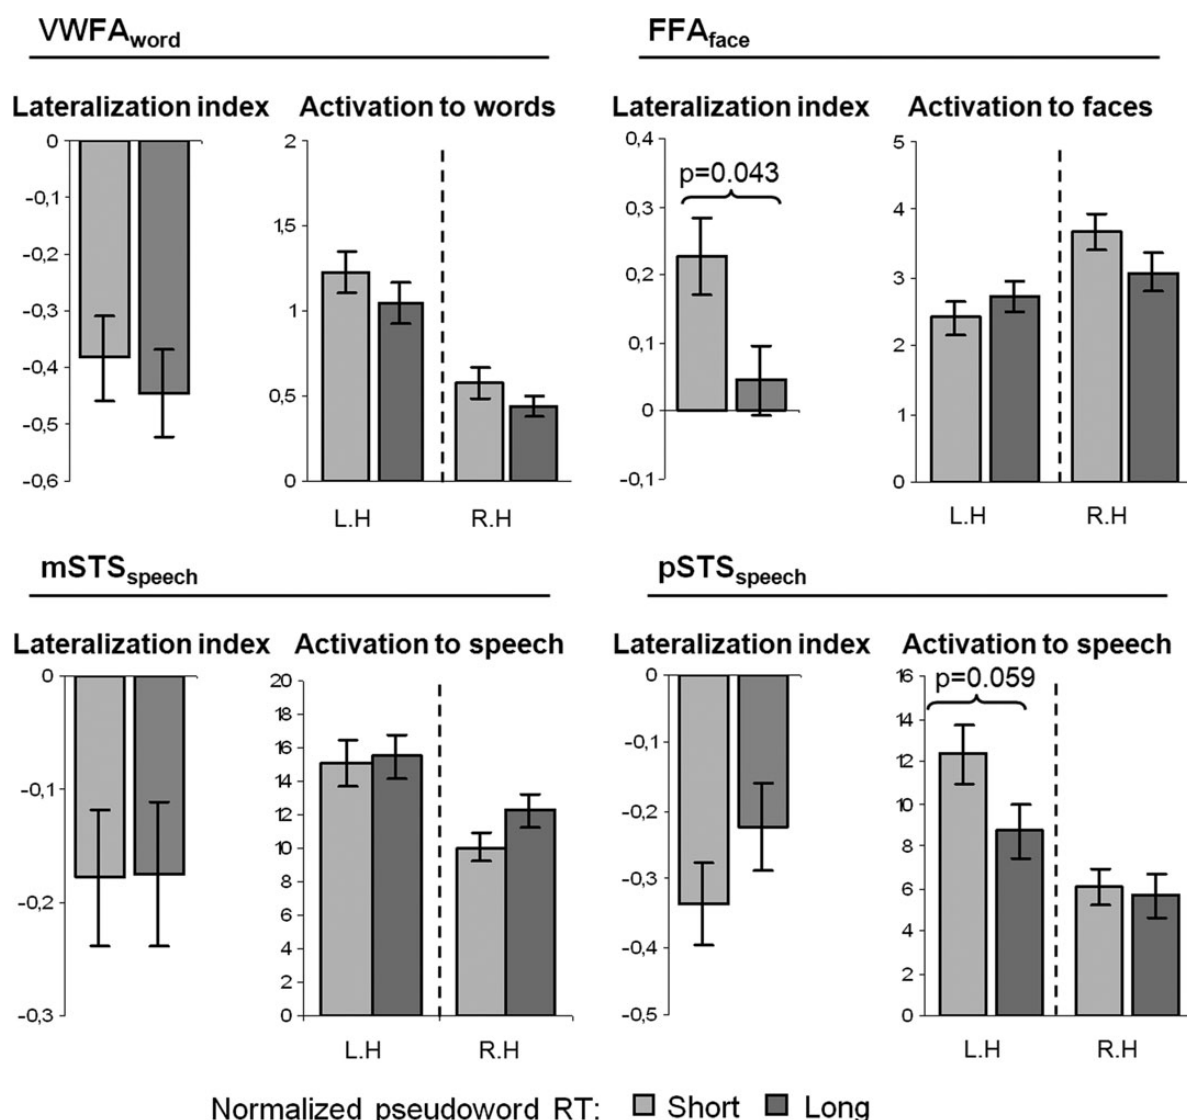 VWFAword
FFAface
Lateralization index
Activation to words
Lateralization index
Activation to faces
0
-0,1
-0,2
-0,3
-0,4
-0,5
-0,6
2
1,5
1
0,5
0
L.H
R.H
0,4
0,3
0,2
0,1
0
-0,1
p=0.043
5
4
3
2
1
0
L.H
R.H
mSTSspeech
pSTSspeech
Lateralization index
Activation to speech
Lateralization index
Activation to speech
0
-0,1
-0,2
-0,3
20
18
16
14
12
10
8
6
4
2
0
L.H
R.H
0
-0,1
-0,2
-0,3
-0,4
-0,5
p=0.059
16
14
12
10
8
6
4
2
0
L.H
R.H
Normalized pseudoword RT: Short Long